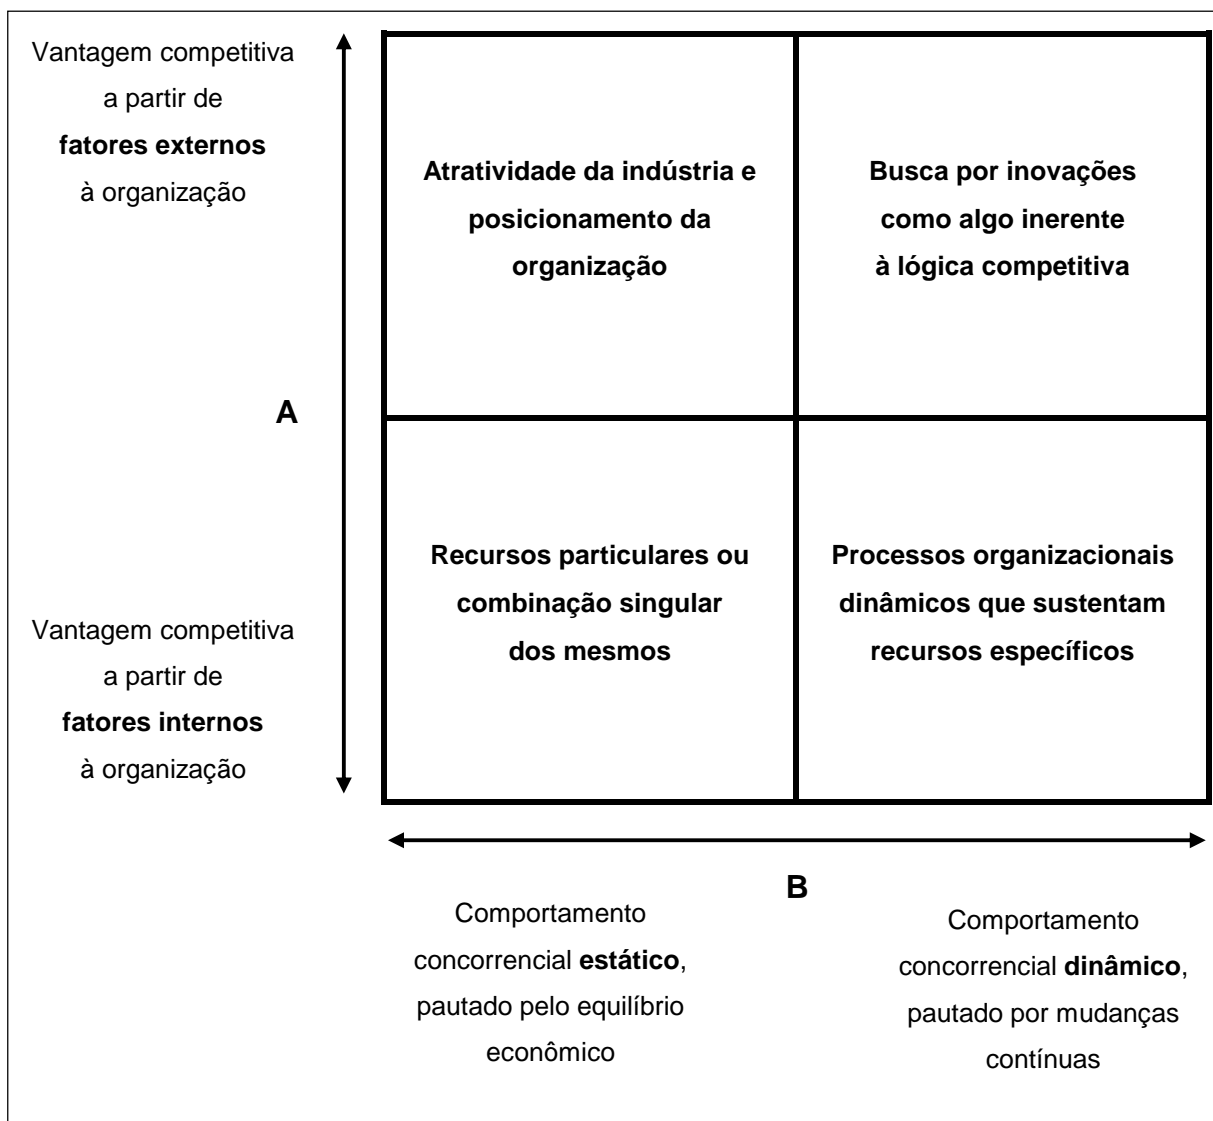 Vantagem competitiva
a partir de
fatores externos
à organização
Atratividade da indústria e
posicionamento da
organização
Busca por inovações
como algo inerente
à lógica competitiva
A
Recursos particulares ou
combinação singular
dos mesmos
Processos organizacionais
dinâmicos que sustentam
recursos específicos
Vantagem competitiva
a partir de
fatores internos
à organização
B
Comportamento
concorrencial estático,
pautado pelo equilíbrio
econômico
Comportamento
concorrencial dinâmico,
pautado por mudanças
contínuas